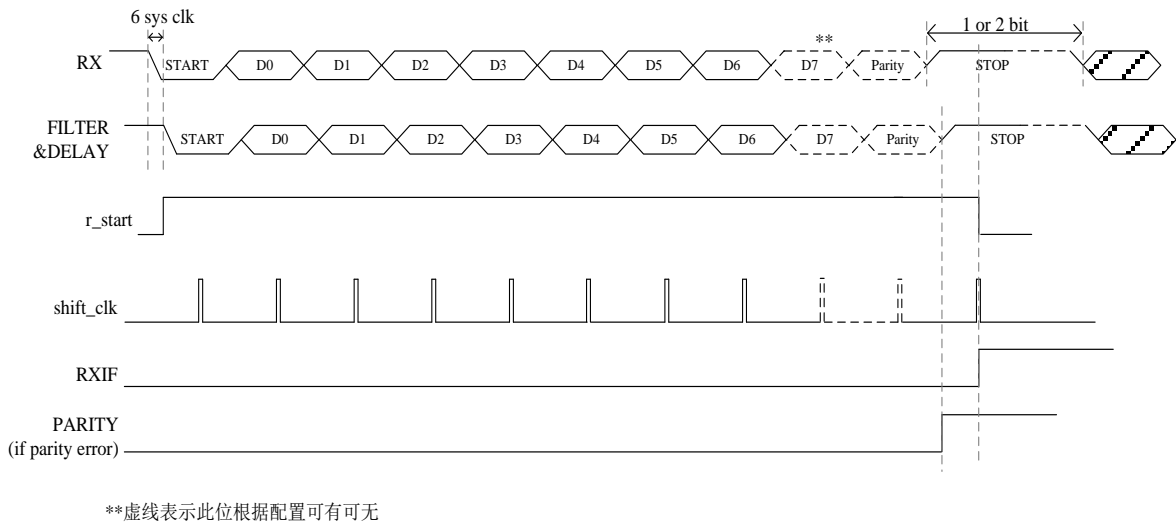 6 sys clk
1 or 2 bit
**
RX
START D0 D1 D2 D3 D4 D5 D6 D7 Parity STOP
FILTER
&DELAY
START D0 D1 D2 D3 D4 D5 D6 D7 Parity STOP
r_start
shift_clk
RXIF
PARITY
(if parity error)
**虚线表示此位根据配置可有可无